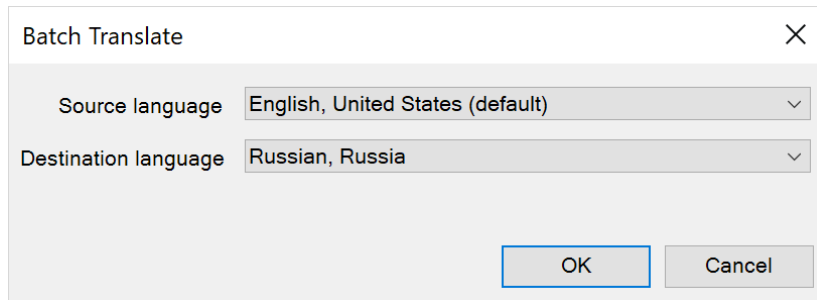 Batch Translate
Source language English, United States (default)
Destination language Russian, Russia
OK Cancel